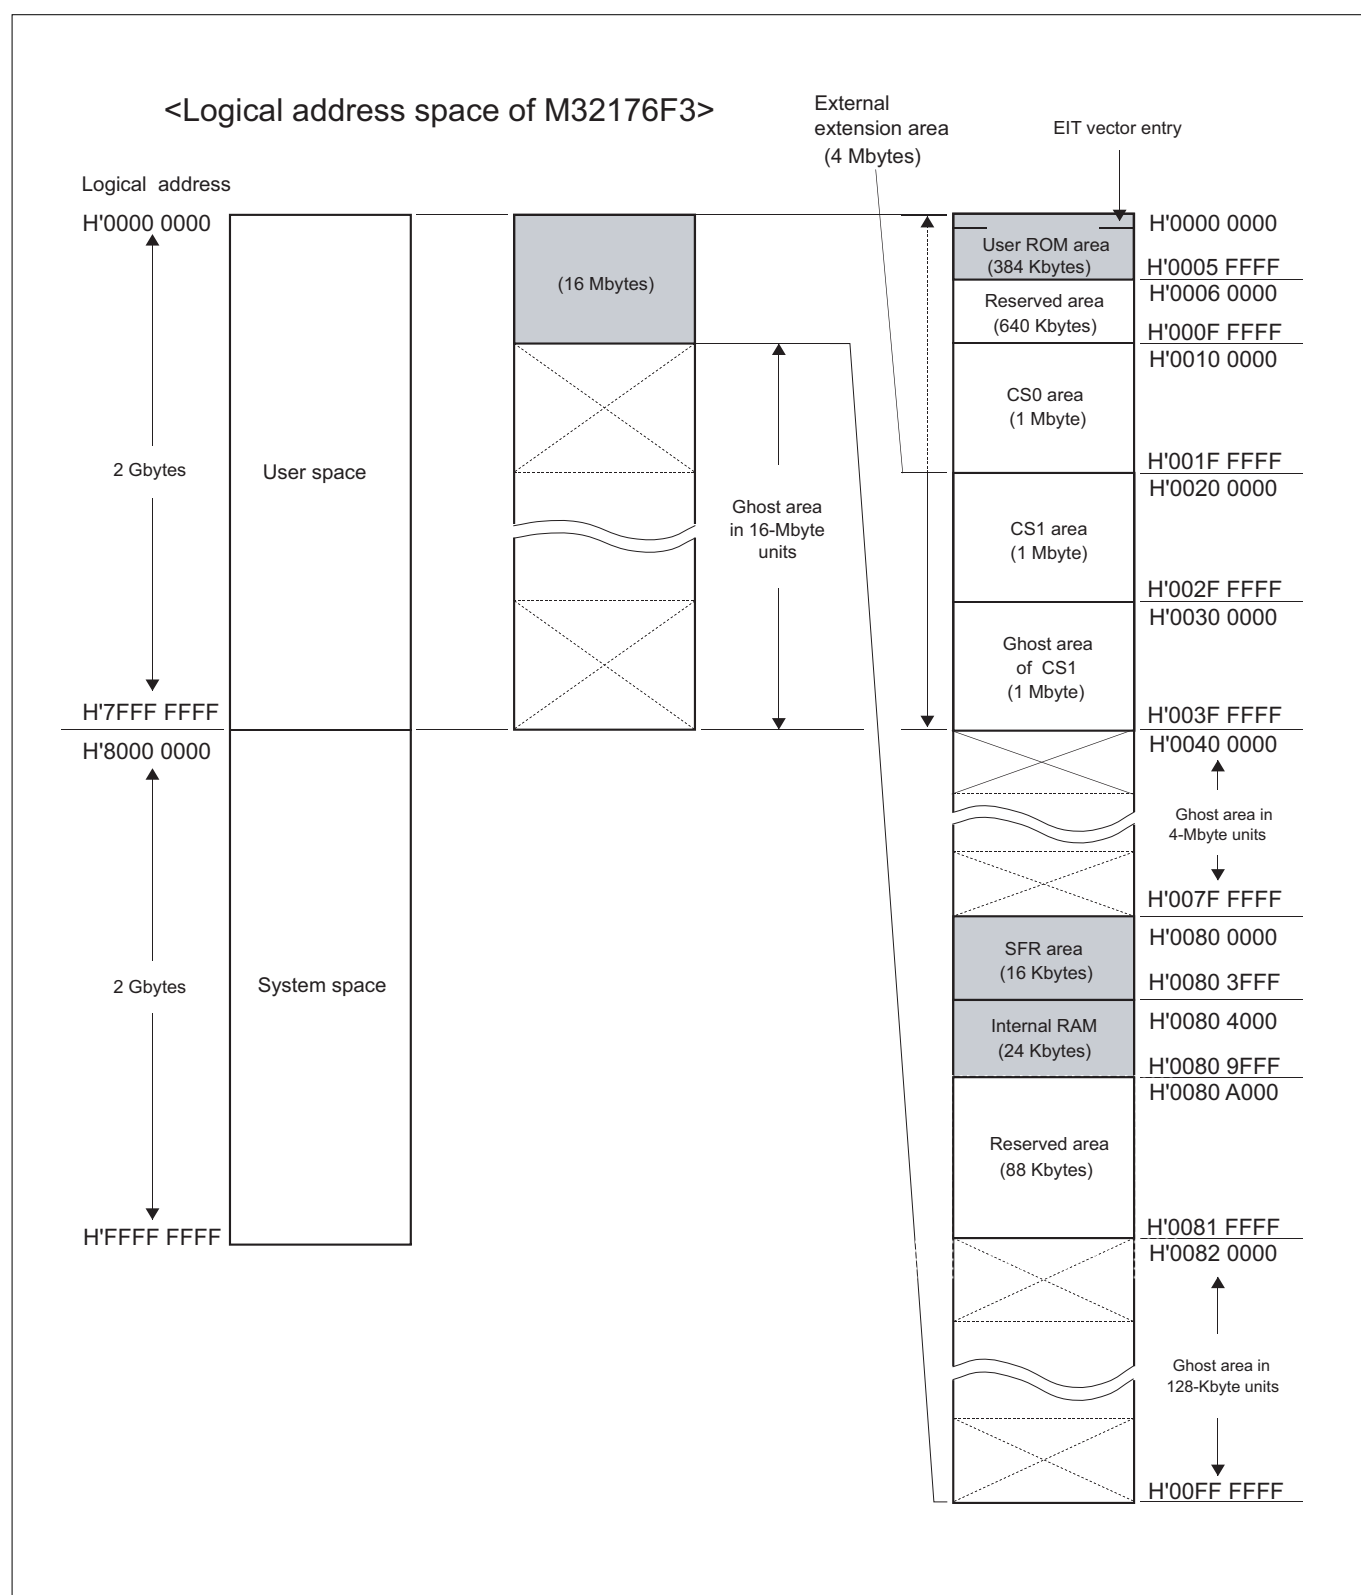 <Logical address space of M32176F3>
External
extension area
(4 Mbytes)
EIT vector entry
Logical address
H'0000 0000
2 Gbytes
User space
H'7FFF FFFF
H'8000 0000
2 Gbytes
System space
H'FFFF FFFF
(16 Mbytes)
Ghost area
in 16-Mbyte
units
User ROM area
(384 Kbytes)
H'0000 0000
H'0005 FFFF
Reserved area
(640 Kbytes)
H'0006 0000
H'000F FFFF
CS0 area
(1 Mbyte)
H'0010 0000
H'001F FFFF
CS1 area
(1 Mbyte)
H'0020 0000
H'002F FFFF
Ghost area
of CS1
(1 Mbyte)
H'0030 0000
H'003F FFFF
H'0040 0000
Ghost area in
4-Mbyte units
H'007F FFFF
SFR area
(16 Kbytes)
H'0080 0000
H'0080 3FFF
Internal RAM
(24 Kbytes)
H'0080 4000
H'0080 9FFF
Reserved area
(88 Kbytes)
H'0080 A000
H'0081 FFFF
H'0082 0000
Ghost area in
128-Kbyte units
H'00FF FFFF